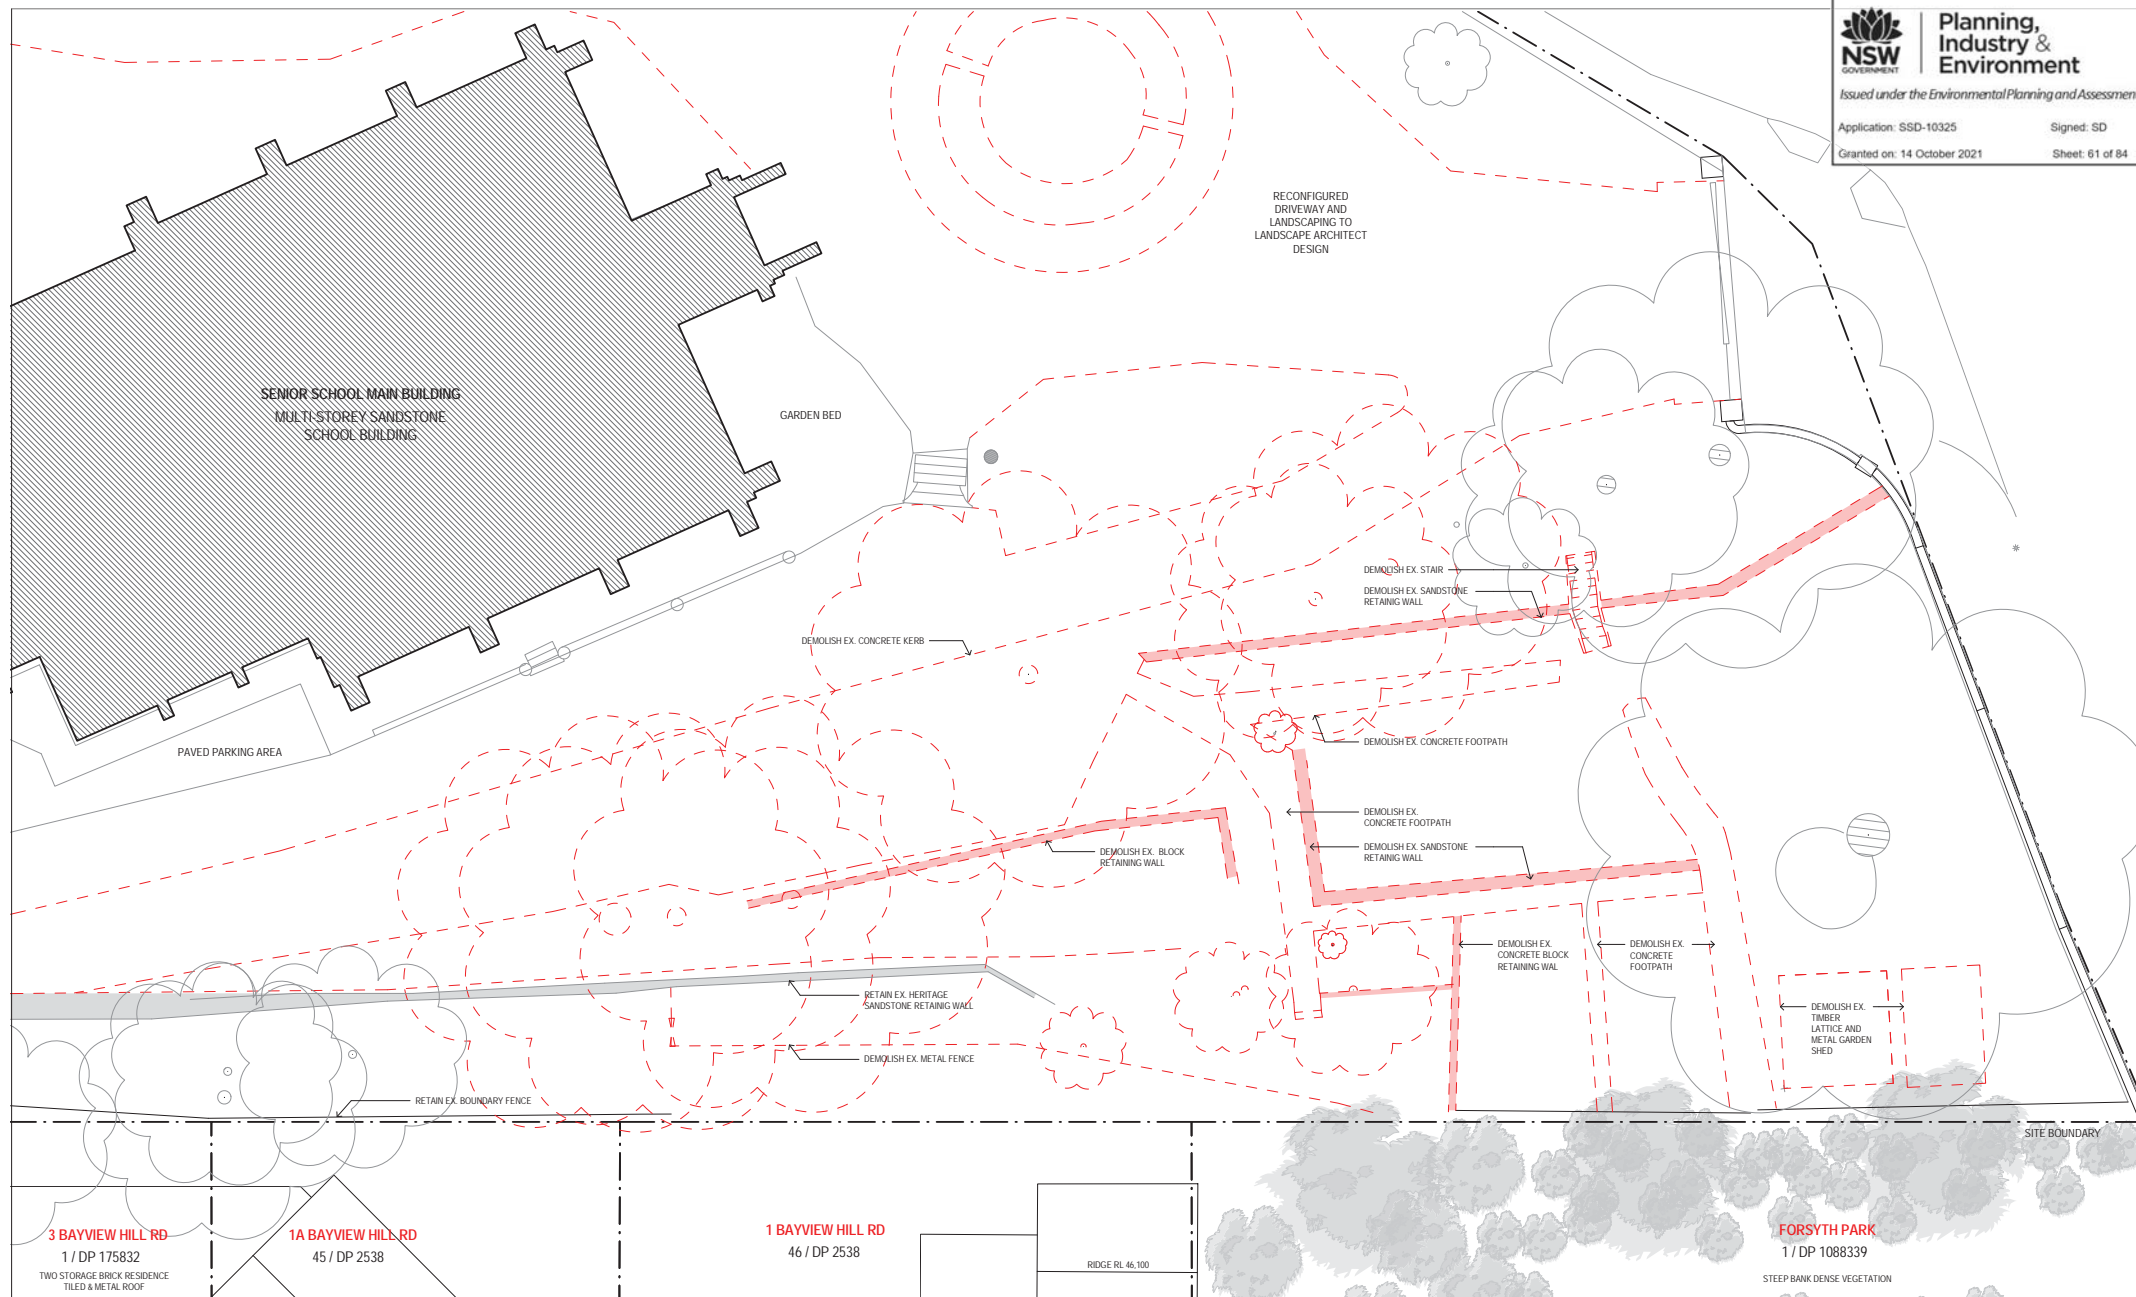 Planning,
Industry &
Environment
NSW
GOVERNMENT
Issued under the Environmental Planning and Assessmen
Application: SSD-10325
Signed: SD
Granted on: 14 October 2021
Sheet: 61 of 84
RECONFIGURED
DRIVEWAY AND
LANDSCAPING TO
LANDSCAPE ARCHITECT
DESIGN
SENIOR SCHOOL MAIN BUILDING
MULTI-STOREY SANDSTONE
SCHOOL BUILDING
GARDEN BED
DEMOLISH EX. STAIR
DEMOLISH EX. SANDSTONE
RETAINIG WALL
DEMOLISH EX. CONCRETE KERB
PAVED PARKING AREA
DEMOLISH EX. CONCRETE FOOTPATH
DEMOLISH EX.
CONCRETE FOOTPATH
DEMOLISH EX. SANDSTONE
RETAINIG WALL
DEMOLISH EX. BLOCK
RETAINING WALL
DEMOLISH EX.
CONCRETE BLOCK
RETAINING WAL
DEMOLISH EX.
CONCRETE
FOOTPATH
RETAIN EX. HERITAGE
SANDSTONE RETAINIG WALL
DEMOLISH EX.
TIMBER
LATTICE AND
METAL GARDEN
SHED
DEMOLISH EX. METAL FENCE
RETAIN EX. BOUNDARY FENCE
SITE BOUNDARY
3 BAYVIEW HILL RD
1 / DP 175832
TWO STORAGE BRICK RESIDENCE
TILED & METAL ROOF
1A BAYVIEW HILL RD
45 / DP 2538
1 BAYVIEW HILL RD
46 / DP 2538
RIDGE RL 46,100
FORSYTH PARK
1 / DP 1088339
STEEP BANK DENSE VEGETATION